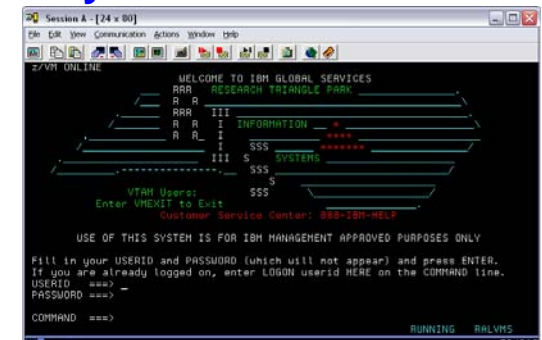 Session A - [24 x 80]
File Edit View Communication Actions Window Help
z/VM ONLINE
WELCOME TO IBM GLOBAL SERVICES
RRR RESEARCH TRIANGLE PARK
R R
RRR III
R R I INFORMATION *
R R_ I ****
I SSS *******
III S SYSTEMS
SSS
S
VTAM Users: SSS
Enter VMEXIT to Exit
Customer Service Center: 888-IBM-HELP
USE OF THIS SYSTEM IS FOR IBM MANAGEMENT APPROVED PURPOSES ONLY
Fill in your USERID and PASSWORD (which will not appear) and press ENTER.
If you are already logged on, enter LOGON userid HERE on the COMMAND line.
USERID ===> _
PASSWORD ===>
COMMAND ===>
RUNNING RALVM5